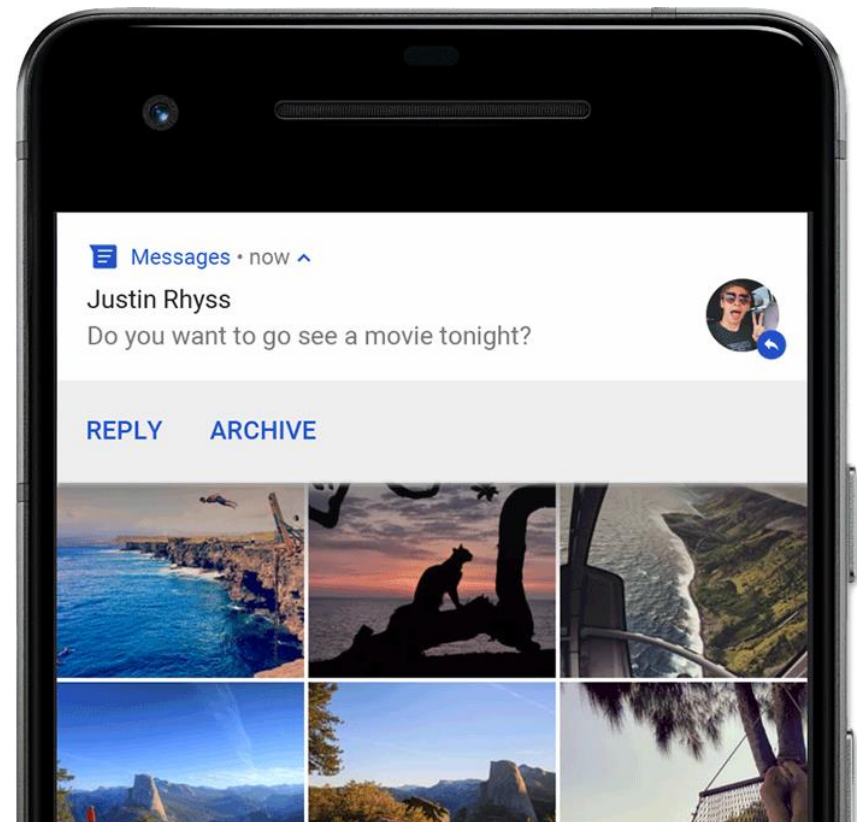 Messages • now
Justin Rhyss
Do you want to go see a movie tonight?
REPLY ARCHIVE